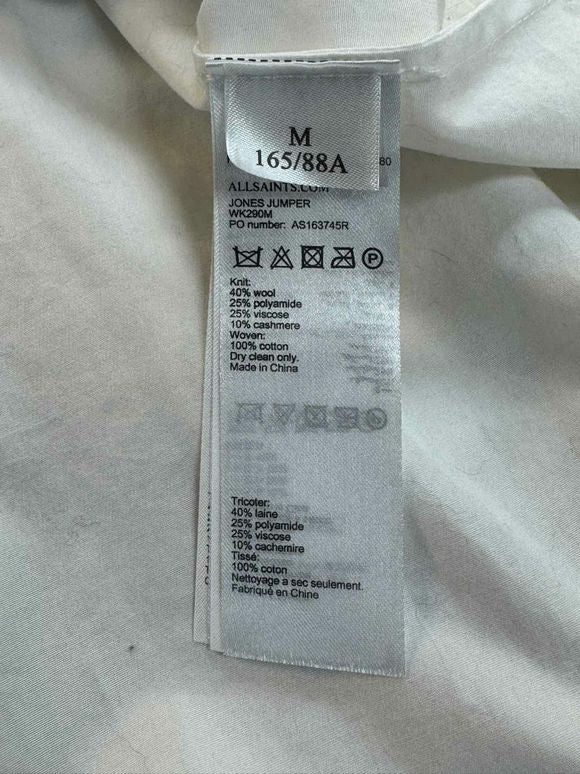 M
165/88A
80
ALLSAINTS.COM
JONES JUMPER
WK290M
PO number: AS163745R
P
Knit:
40% wool
25% polyamide
25% viscose
10% cashmere
Woven:
100% cotton
Dry clean only.
Made in China
Tricoter:
40% laine
25% polyamide
25% viscose
10% cachemire
Tissé:
100% coton
Nettoyage a sec seulement.
Fabriqué en China